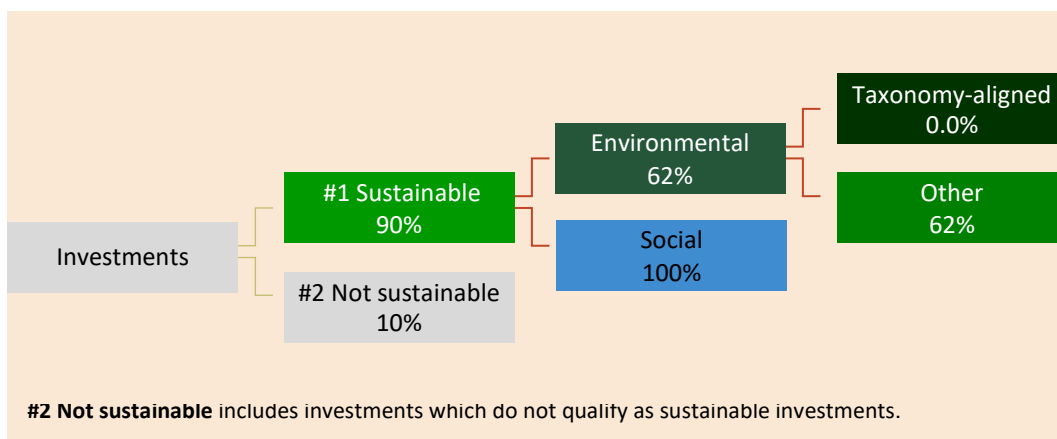 Investments
#1 Sustainable
90%
#2 Not sustainable
10%
Environmental
62%
Social
100%
Taxonomy-aligned
0.0%
Other
62%
#2 Not sustainable includes investments which do not qualify as sustainable investments.